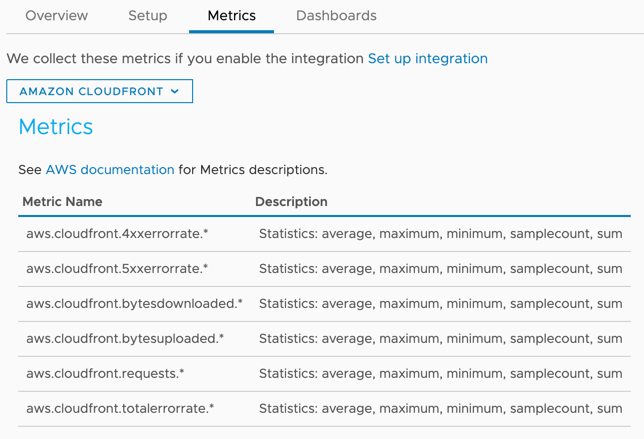 Overview Setup Metrics Dashboards
We collect these metrics if you enable the integration Set up integration
AMAZON CLOUDFRONT
Metrics
See AWS documentation for Metrics descriptions.
Metric Name Description
aws.cloudfront.4xxerrorrate.* Statistics: average, maximum, minimum, samplecount, sum
aws.cloudfront.5xxerrorrate.* Statistics: average, maximum, minimum, samplecount, sum
aws.cloudfront.bytesdownloaded.* Statistics: average, maximum, minimum, samplecount, sum
aws.cloudfront.bytesuploaded.* Statistics: average, maximum, minimum, samplecount, sum
aws.cloudfront.requests.* Statistics: average, maximum, minimum, samplecount, sum
aws.cloudfront.totalerrorrate.* Statistics: average, maximum, minimum, samplecount, sum